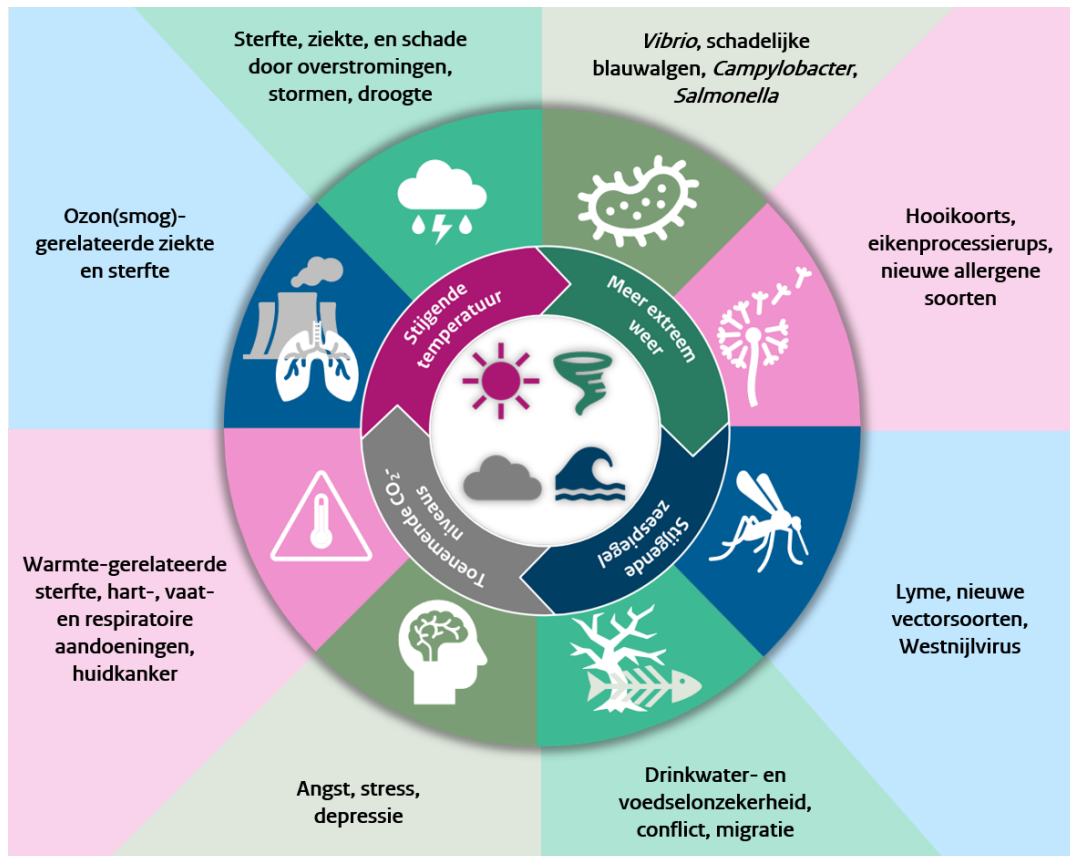 Sterfte, ziekte, en schade
door overstromingen,
stormen, droogte
Vibrio, schadelijke
blauwalgen, Campylobacter,
Salmonella
Ozon(smog)-
gerelateerde ziekte
en sterfte
Hooikoorts,
eikenprocessierups,
nieuwe allergene
soorten
Stijgende
temperatuur
Meer extreem
weer
Toenemende CO₂-
niveaus
Stijgende
zeespiegel
Warmte-gerelateerde
sterfte, hart-, vaat-
en respiratoire
aandoeningen,
huidkanker
Lyme, nieuwe
vectorsoorten,
Westnijlvirus
Angst, stress,
depressie
Drinkwater- en
voedselonzekerheid,
conflict, migratie